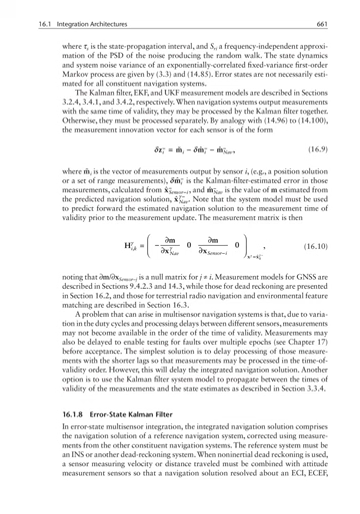 16.1 Integration Architectures 661
where τs is the state-propagation interval, and Sri a frequency-independent approxi-
mation of the PSD of the noise producing the random walk. The state dynamics
and system noise variance of an exponentially-correlated fixed-variance first-order
Markov process are given by (3.3) and (14.85). Error states are not necessarily esti-
mated for all constituent navigation systems.
The Kalman filter, EKF, and UKF measurement models are described in Sections
3.2.4, 3.4.1, and 3.4.2, respectively. When navigation systems output measurements
with the same time of validity, they may be processed by the Kalman filter together.
Otherwise, they must be processed separately. By analogy with (14.96) to (14.100),
the measurement innovation vector for each sensor is of the form
δz⁻i = m̃i − δm̂⁻i − m̂⁻Nav, (16.9)
where m̃i is the vector of measurements output by sensor i, (e.g., a position solution
or a set of range measurements), δm̂⁻i is the Kalman-filter-estimated error in those
measurements, calculated from x̂⁻Sensor−i, and m̂⁻Nav is the value of m estimated from
the predicted navigation solution, x̂⁻Nav. Note that the system model must be used
to predict forward the estimated navigation solution to the measurement time of
validity prior to the measurement update. The measurement matrix is then
noting that ∂m/∂xSensor−j is a null matrix for j ≠ i. Measurement models for GNSS are
described in Sections 9.4.2.3 and 14.3, while those for dead reckoning are presented
in Section 16.2, and those for terrestrial radio navigation and environmental feature
matching are described in Section 16.3.
A problem that can arise in multisensor navigation systems is that, due to varia-
tion in the duty cycles and processing delays between different sensors, measurements
may not become available in the order of the time of validity. Measurements may
also be delayed to enable testing for faults over multiple epochs (see Chapter 17)
before acceptance. The simplest solution is to delay processing of those measure-
ments with the shorter lags so that measurements may be processed in the time-of-
validity order. However, this will delay the integrated navigation solution. Another
option is to use the Kalman filter system model to propagate between the times of
validity of the measurements and the state estimates as described in Section 3.3.4.
16.1.8 Error-State Kalman Filter
In error-state multisensor integration, the integrated navigation solution comprises
the navigation solution of a reference navigation system, corrected using measure-
ments from the other constituent navigation systems. The reference system must be
an INS or another dead-reckoning system. When noninertial dead reckoning is used,
a sensor measuring velocity or distance traveled must be combined with attitude
measurement sensors so that a navigation solution resolved about an ECI, ECEF,